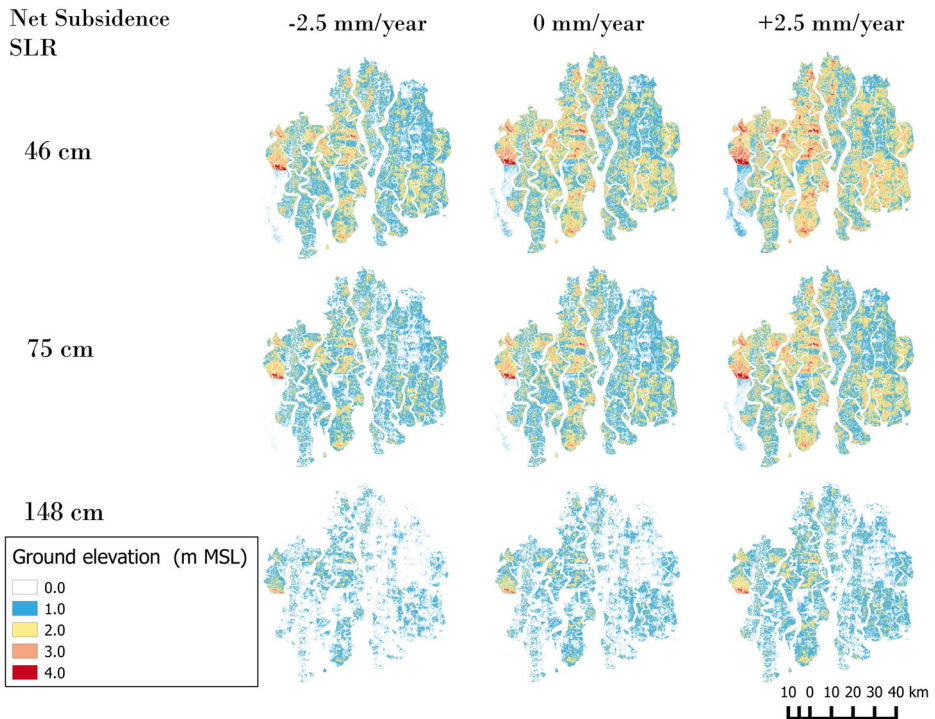 Net Subsidence
SLR
-2.5 mm/year
0 mm/year
+2.5 mm/year
46 cm
75 cm
148 cm
Ground elevation (m MSL)
0.0
1.0
2.0
3.0
4.0
10 0 10 20 30 40 km